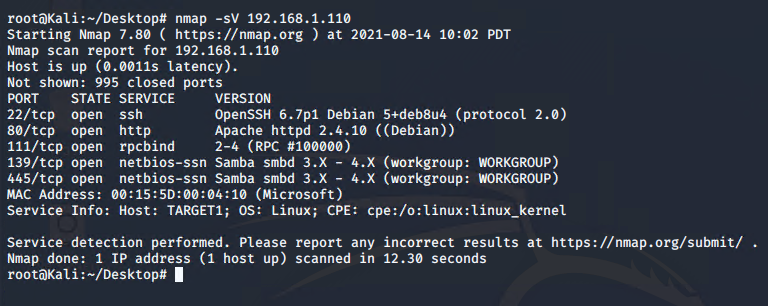 root@Kali:~/Desktop# nmap -sV 192.168.1.110
Starting Nmap 7.80 ( https://nmap.org ) at 2021-08-14 10:02 PDT
Nmap scan report for 192.168.1.110
Host is up (0.0011s latency).
Not shown: 995 closed ports
PORT    STATE SERVICE     VERSION
22/tcp  open  ssh         OpenSSH 6.7p1 Debian 5+deb8u4 (protocol 2.0)
80/tcp  open  http        Apache httpd 2.4.10 ((Debian))
111/tcp open  rpcbind     2-4 (RPC #100000)
139/tcp open  netbios-ssn Samba smbd 3.X - 4.X (workgroup: WORKGROUP)
445/tcp open  netbios-ssn Samba smbd 3.X - 4.X (workgroup: WORKGROUP)
MAC Address: 00:15:5D:00:04:10 (Microsoft)
Service Info: Host: TARGET1; OS: Linux; CPE: cpe:/o:linux:linux_kernel

Service detection performed. Please report any incorrect results at https://nmap.org/submit/ .
Nmap done: 1 IP address (1 host up) scanned in 12.30 seconds
root@Kali:~/Desktop#